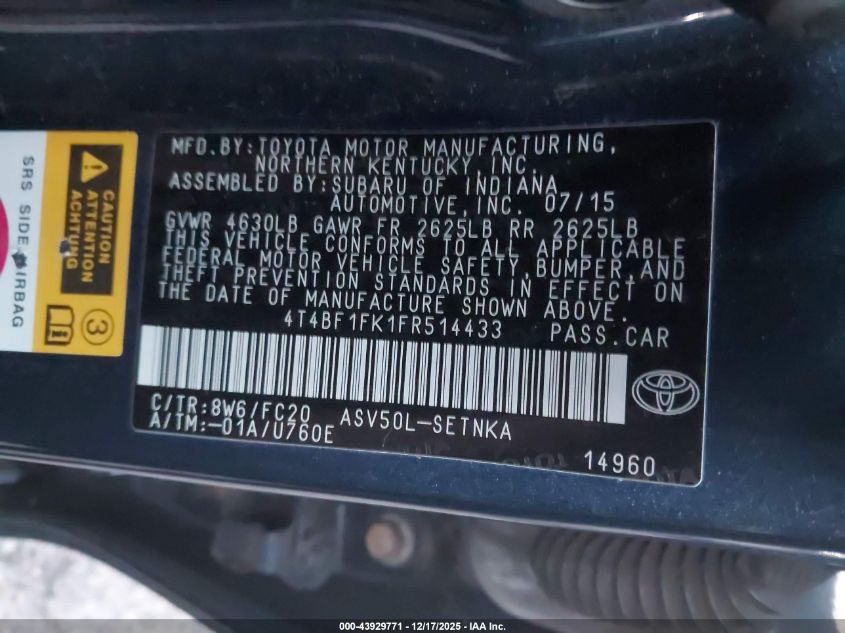 SRS SIDE AIRBAG
CAUTION
ATTENTION
ACHTUNG
3
MFD.BY:TOYOTA MOTOR MANUFACTURING,
NORTHERN KENTUCKY,INC.
ASSEMBLED BY:SUBARU OF INDIANA
AUTOMOTIVE,INC. 07/15
GVWR 4630LB GAWR FR 2625LB RR 2625LB
THIS VEHICLE CONFORMS TO ALL APPLICABLE
FEDERAL MOTOR VEHICLE SAFETY,BUMPER,AND
THEFT PREVENTION STANDARDS IN EFFECT ON
THE DATE OF MANUFACTURE SHOWN ABOVE.
4T4BF1FK1FR514433 PASS.CAR
C/TR:8W6/FC20 ASV50L-SETNKA
A/TM:-01A/U760E
14960
000-43929771 - 12/17/2025 - IAA Inc.